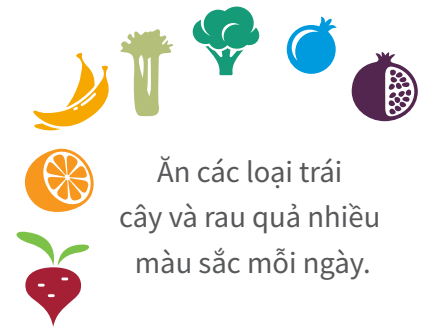 Ăn các loại trái
cây và rau quả nhiều
màu sắc mỗi ngày.